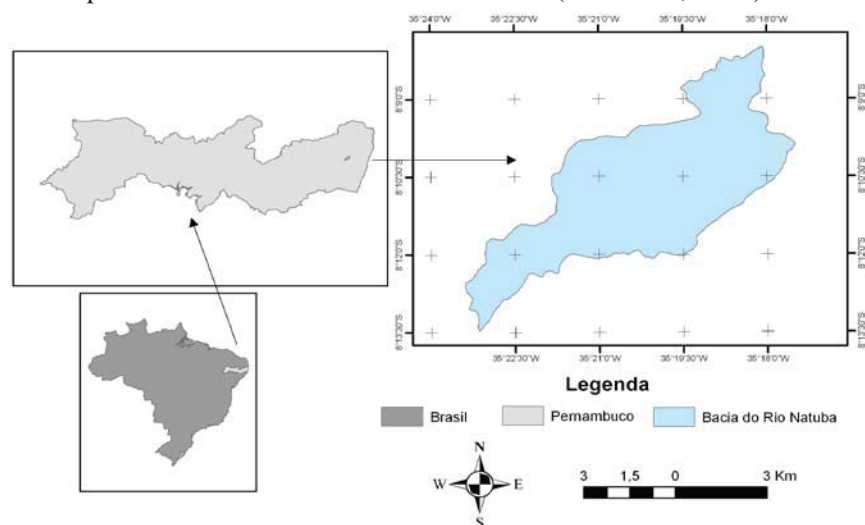 35°24'0"W 35°22'30"W 35°21'0"W 35°19'30"W 35°18'0"W
8°9'0"S 8°9'0"S
8°10'30"S 8°10'30"S
8°12'0"S 8°12'0"S
8°13'30"S 8°13'30"S
35°22'30"W 35°21'0"W 35°19'30"W 35°18'0"W
Legenda
Brasil Pernambuco Bacia do Rio Natuba
N
W E
S
3 1,5 0 3 Km